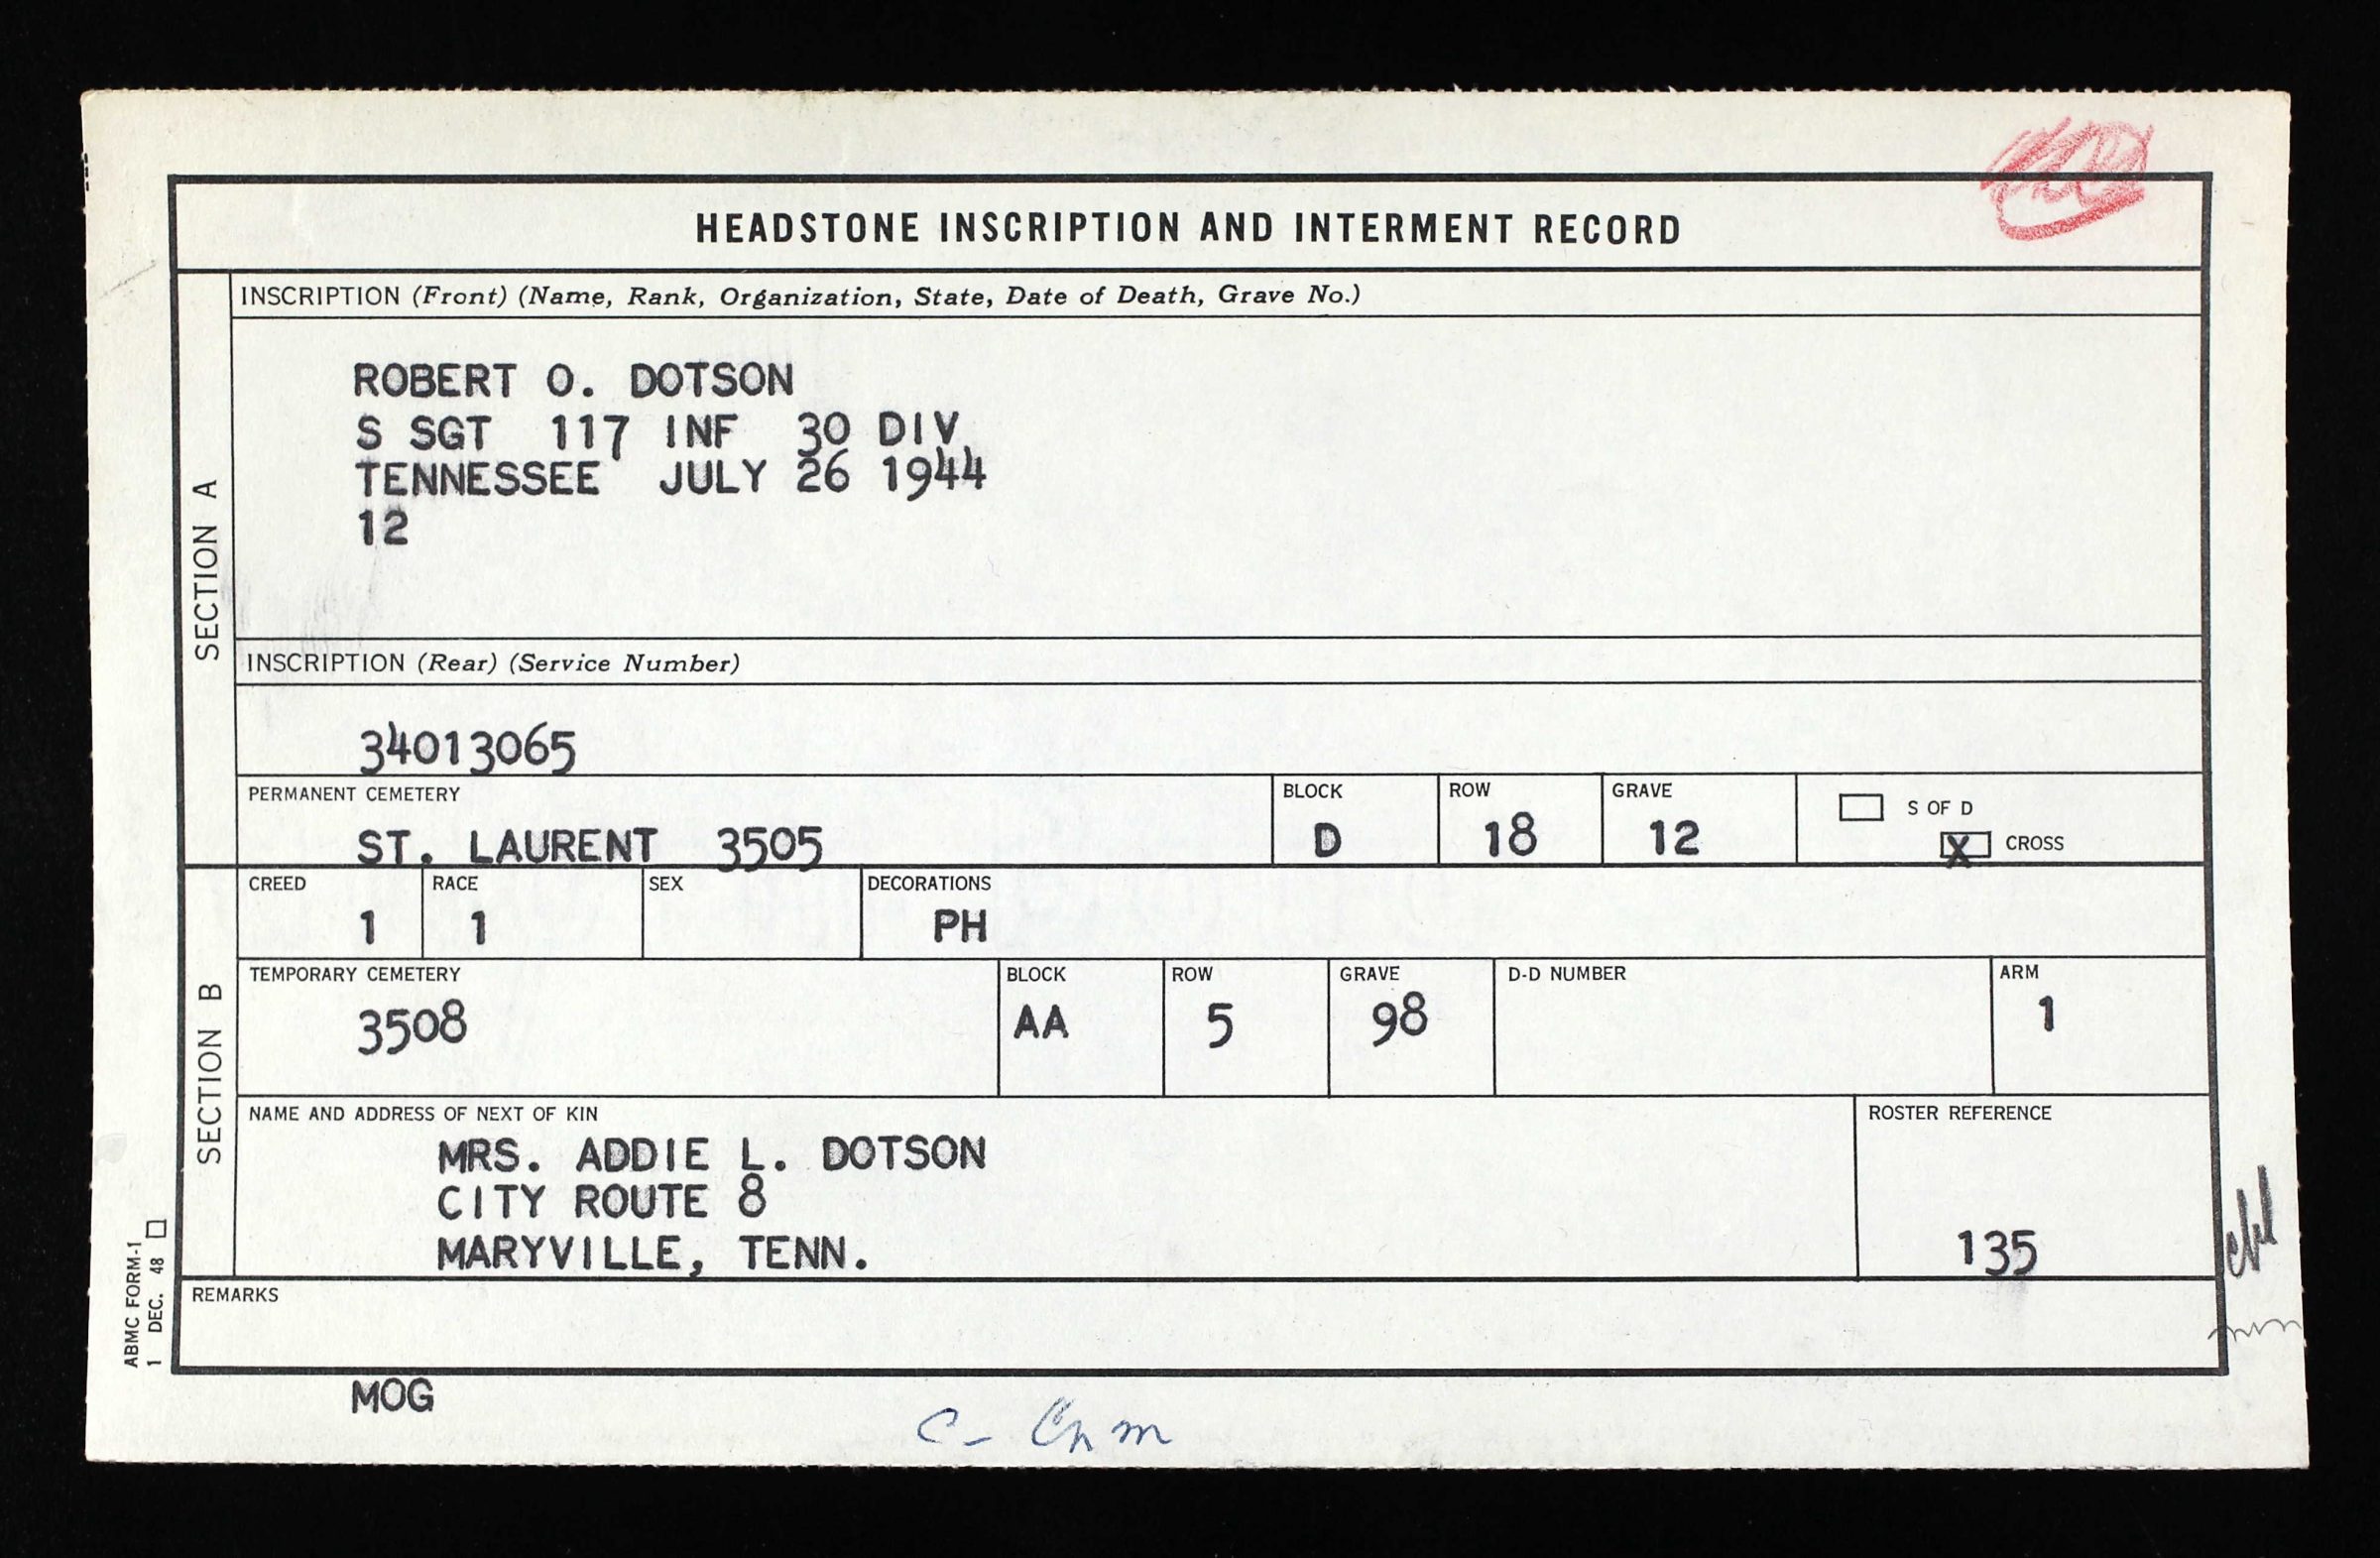 HEADSTONE INSCRIPTION AND INTERMENT RECORD
SECTION A
INSCRIPTION (Front) (Name, Rank, Organization, State, Date of Death, Grave No.)
ROBERT O. DOTSON
S SGT 117 INF 30 DIV
TENNESSEE JULY 26 1944
12
INSCRIPTION (Rear) (Service Number)
34013065
PERMANENT CEMETERY BLOCK ROW GRAVE S OF D
ST. LAURENT 3505 D 18 12 X CROSS
SECTION B
CREED RACE SEX DECORATIONS
1 1 PH
TEMPORARY CEMETERY BLOCK ROW GRAVE D-D NUMBER ARM
3508 AA 5 98 1
NAME AND ADDRESS OF NEXT OF KIN ROSTER REFERENCE
MRS. ADDIE L. DOTSON
CITY ROUTE 8
MARYVILLE, TENN. 135
REMARKS
ABMC FORM-1
1 DEC. 48
MOG